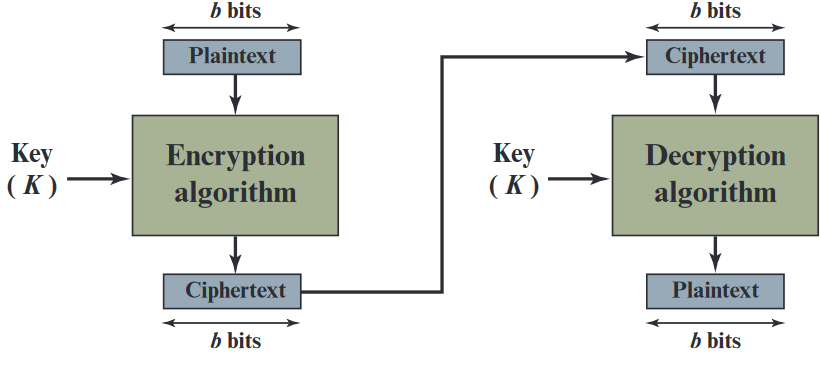 b bits
Plaintext
Key
( K )
Encryption
algorithm
Ciphertext
b bits
b bits
Ciphertext
Key
( K )
Decryption
algorithm
Plaintext
b bits